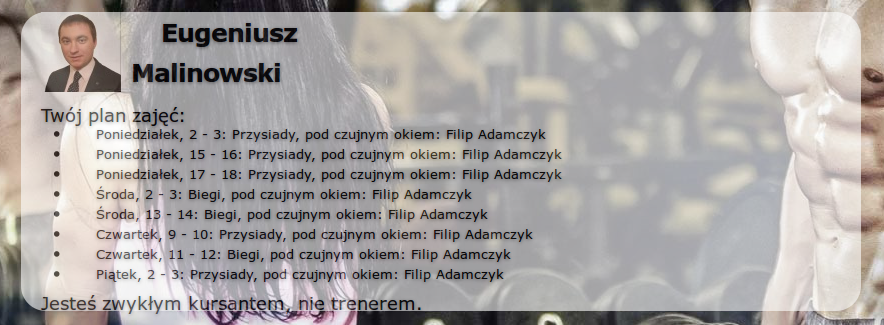 Eugeniusz
Malinowski
Twój plan zajęć:
Poniedziałek, 2 - 3: Przysiady, pod czujnym okiem: Filip Adamczyk
Poniedziałek, 15 - 16: Przysiady, pod czujnym okiem: Filip Adamczyk
Poniedziałek, 17 - 18: Przysiady, pod czujnym okiem: Filip Adamczyk
Środa, 2 - 3: Biegi, pod czujnym okiem: Filip Adamczyk
Środa, 13 - 14: Biegi, pod czujnym okiem: Filip Adamczyk
Czwartek, 9 - 10: Przysiady, pod czujnym okiem: Filip Adamczyk
Czwartek, 11 - 12: Biegi, pod czujnym okiem: Filip Adamczyk
Piątek, 2 - 3: Przysiady, pod czujnym okiem: Filip Adamczyk
Jesteś zwykłym kursantem, nie trenerem.